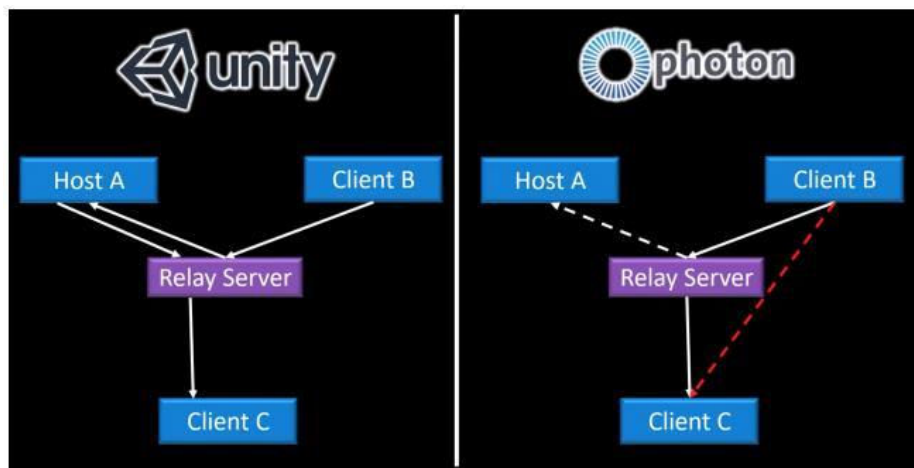 unity
Host A
Client B
Relay Server
Client C
photon
Host A
Client B
Relay Server
Client C